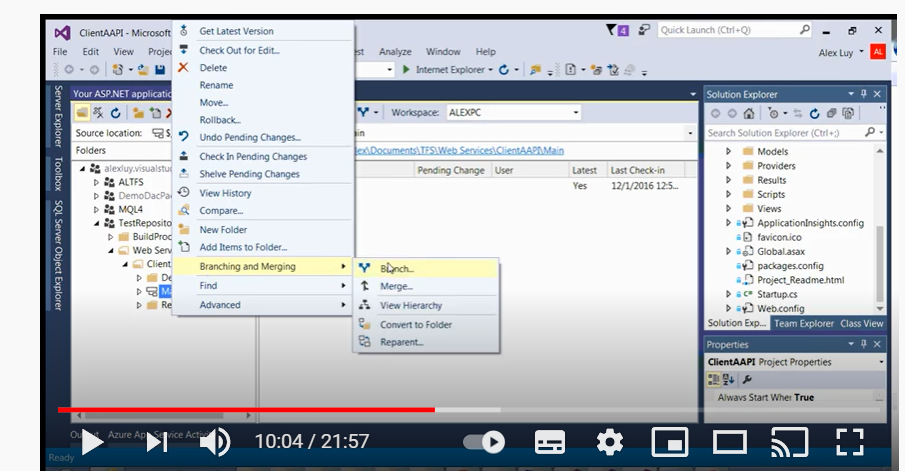 ClientAAPI - Microsoft
4
Quick Launch (Ctrl+Q)
File Edit View Analyze Window Help
Alex Luy AL
Internet Explorer
Your ASP.NET
Workspace: ALEXPC
Source location:
Folders
ex\Documents\TFS\Web Services\ClientAAPI\Main
Pending Change User Latest Last Check-in
Yes 12/1/2016 12:5...
alexluy.visualstu
ALTFS
DemoDacPa
MQL4
TestReposito
BuildProc
Web Serv
Client
De
Ma
Re
Get Latest Version
Check Out for Edit...
Delete
Rename
Move...
Rollback...
Undo Pending Changes...
Check In Pending Changes
Shelve Pending Changes
View History
Compare...
New Folder
Add Items to Folder...
Branching and Merging
Find
Advanced
Branch...
Merge...
View Hierarchy
Convert to Folder
Reparent...
Server Explorer
Toolbox
SQL Server Object Explorer
Solution Explorer
Search Solution Explorer (Ctrl+;)
Models
Providers
Results
Scripts
Views
ApplicationInsights.config
favicon.ico
Global.asax
packages.config
Project_Readme.html
Startup.cs
Web.config
Solution Exp... Team Explorer Class View
Properties
ClientAAPI Project Properties
Always Start When True
Azure App Service Activity
Ready
10:04 / 21:57